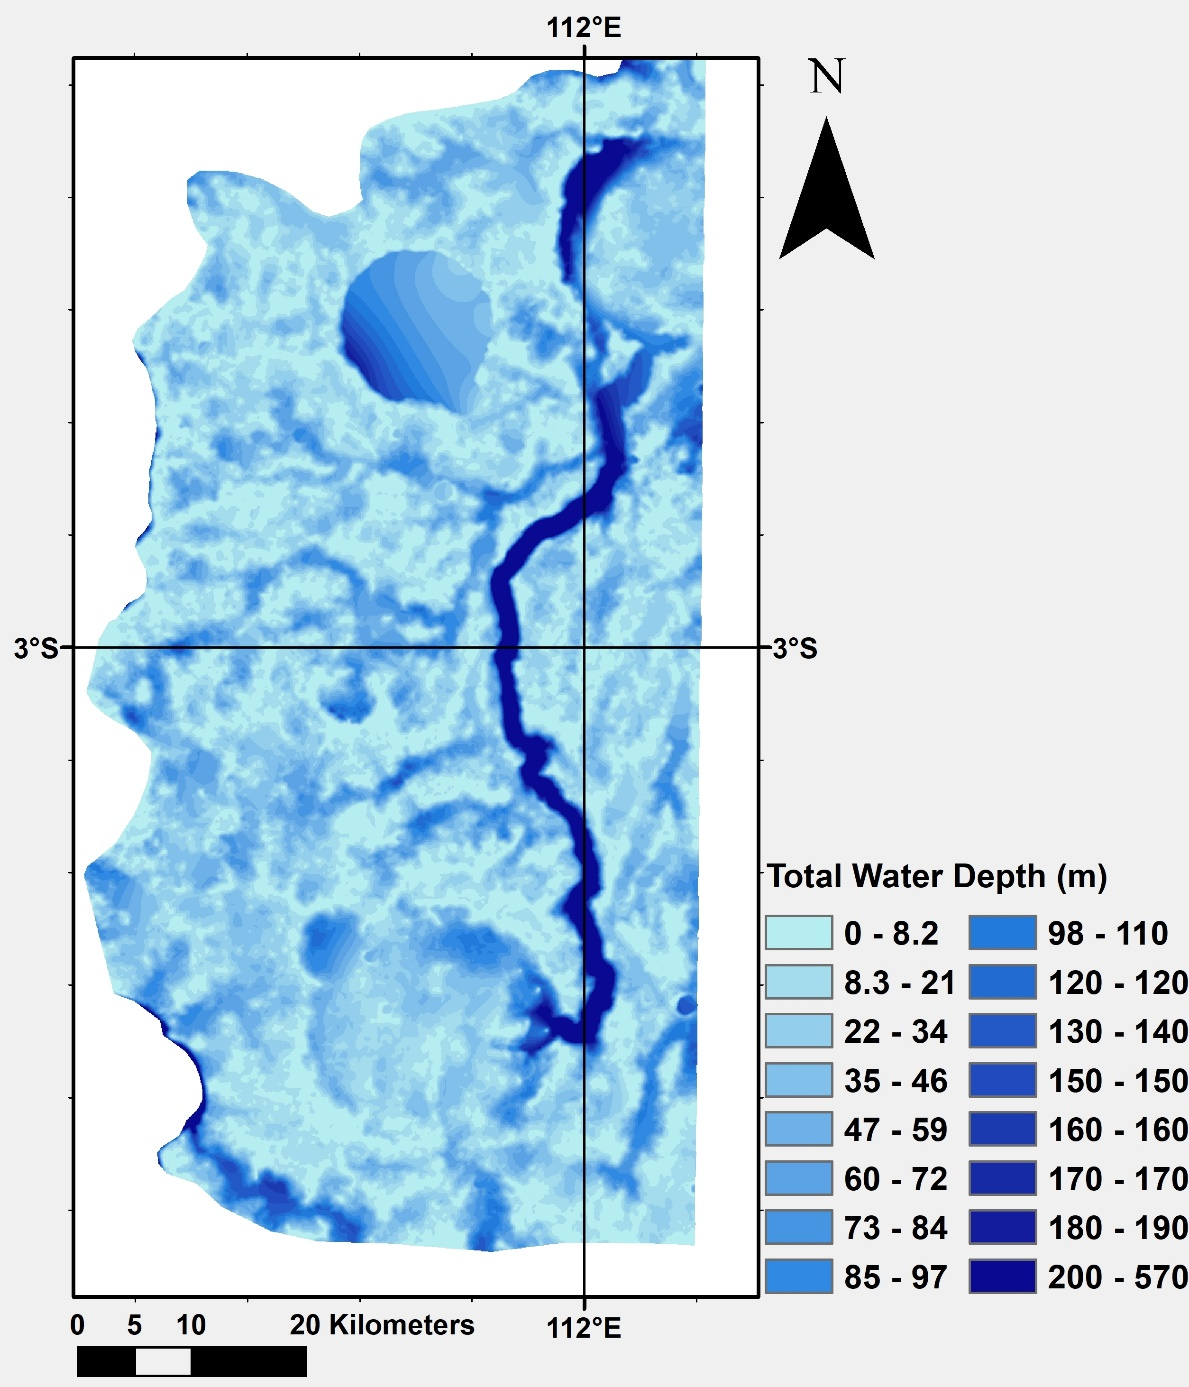 112°E
N
3°S
3°S
Total Water Depth (m)
0 - 8.2
98 - 110
8.3 - 21
120 - 120
22 - 34
130 - 140
35 - 46
150 - 150
47 - 59
160 - 160
60 - 72
170 - 170
73 - 84
180 - 190
85 - 97
200 - 570
0 5 10 20 Kilometers
112°E